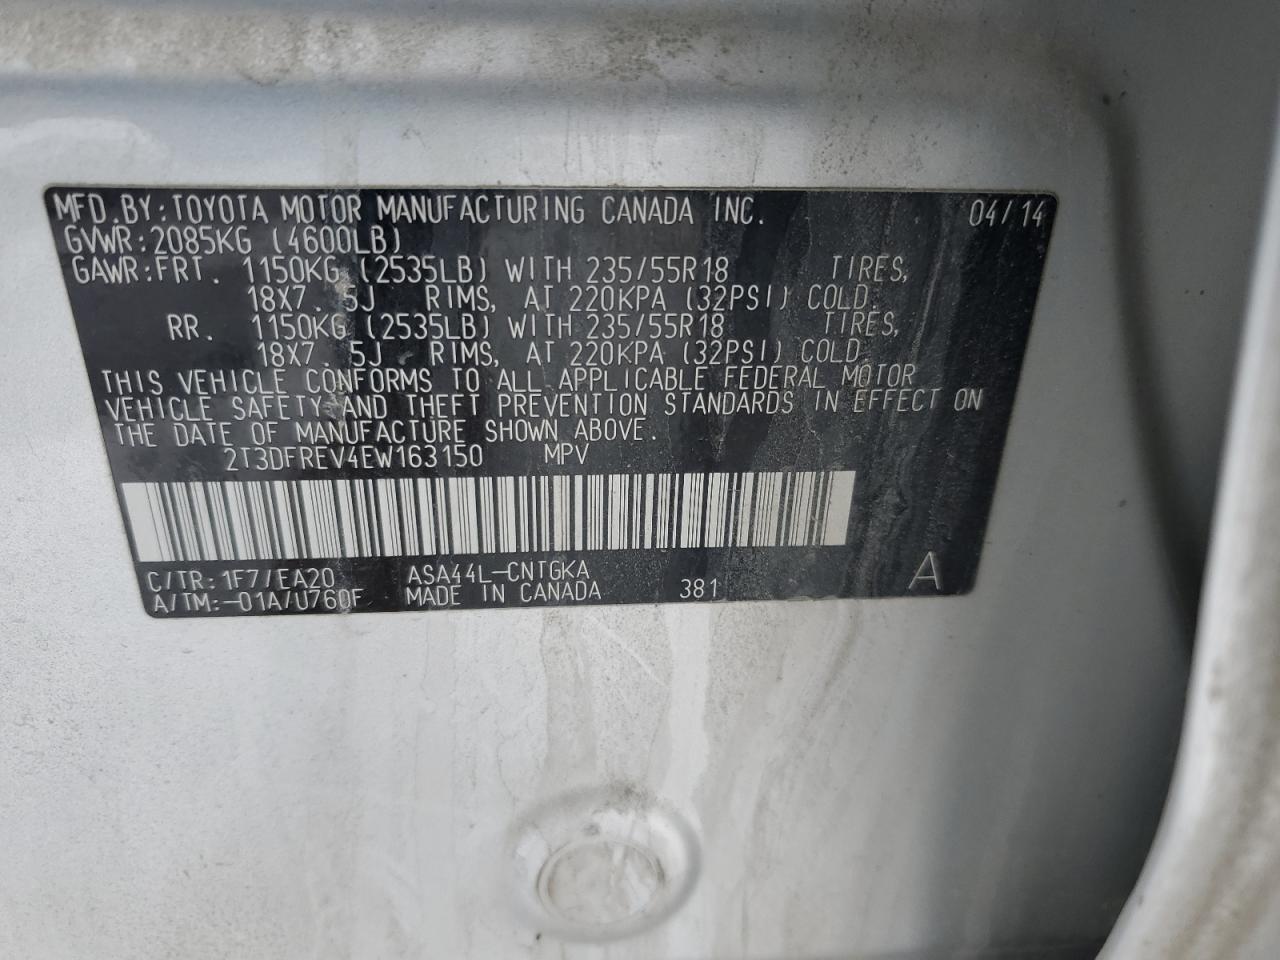 MFD.BY:TOYOTA MOTOR MANUFACTURING CANADA INC. 04/14
GVWR:2085KG (4600LB)
GAWR:FRT. 1150KG (2535LB) WITH 235/55R18 TIRES,
18X7. 5J RIMS, AT 220KPA (32PSI) COLD
RR. 1150KG (2535LB) WITH 235/55R18 TIRES,
18X7. 5J RIMS, AT 220KPA (32PSI) COLD
THIS VEHICLE CONFORMS TO ALL APPLICABLE FEDERAL MOTOR
VEHICLE SAFETY AND THEFT PREVENTION STANDARDS IN EFFECT ON
THE DATE OF MANUFACTURE SHOWN ABOVE.
2T3DFREV4EW163150 MPV
C/TR:1F7/EA20 ASA44L-CNTGKA
A/TM:-01A/U760F MADE IN CANADA 381 A